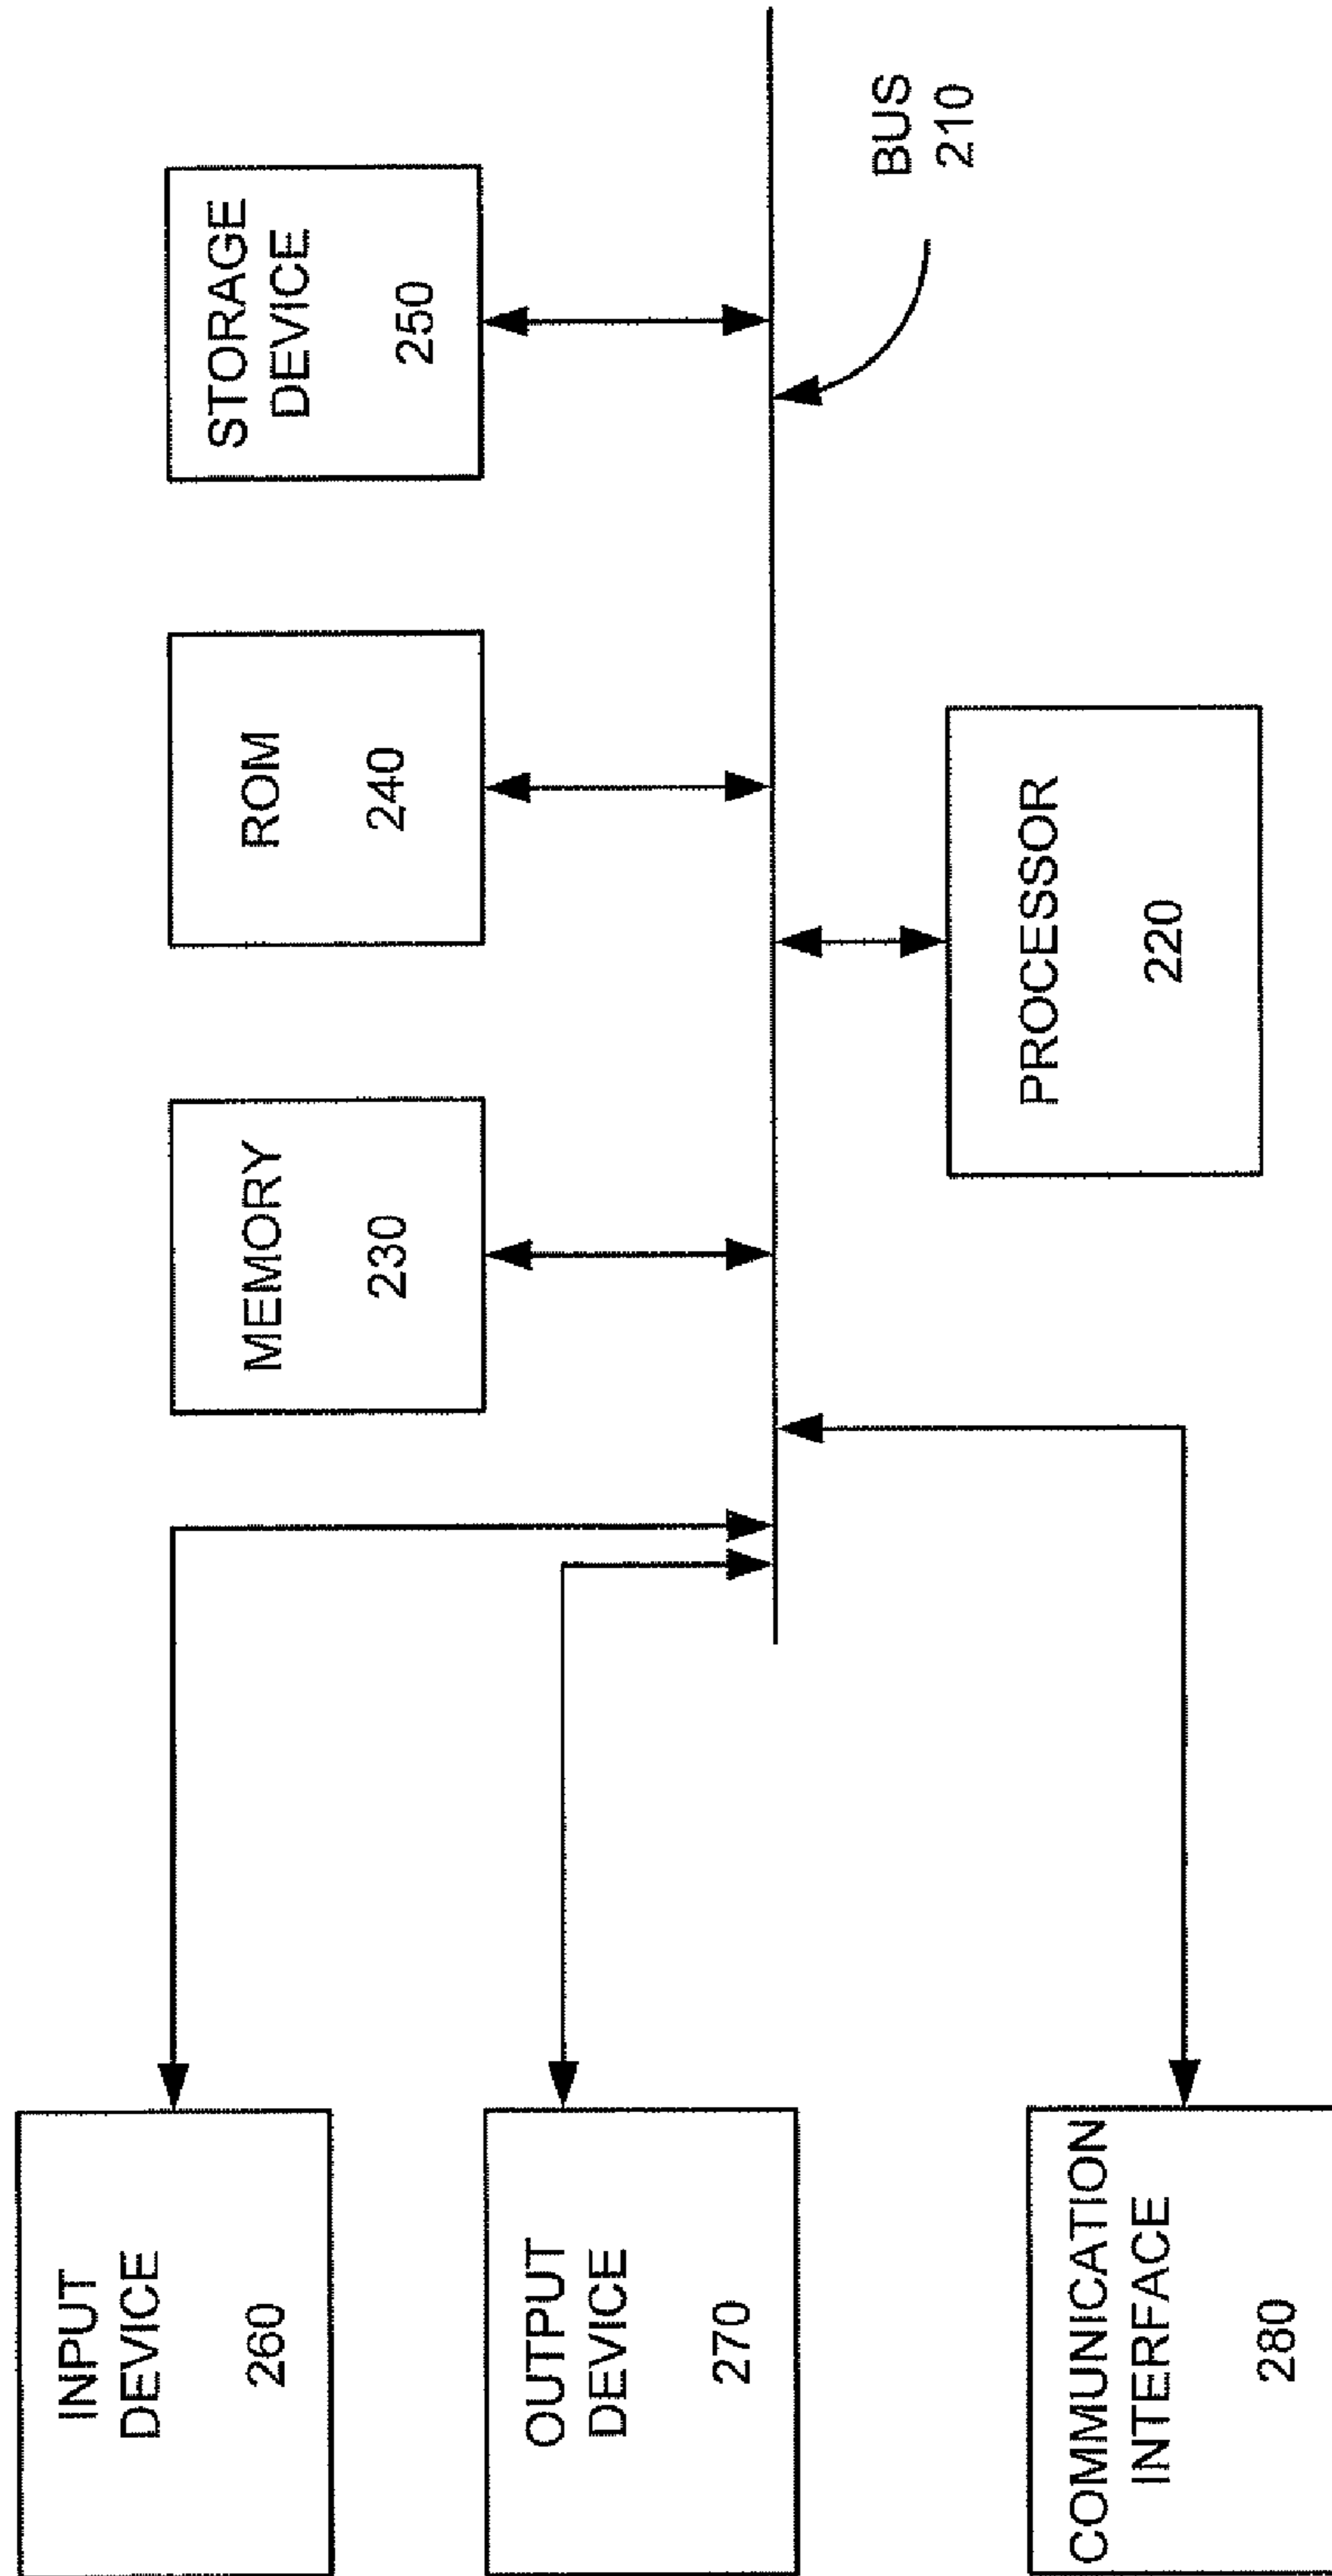 INPUT
DEVICE
260
OUTPUT
DEVICE
270
COMMUNICATION
INTERFACE
280
MEMORY
230
ROM
240
STORAGE
DEVICE
250
PROCESSOR
220
BUS
210